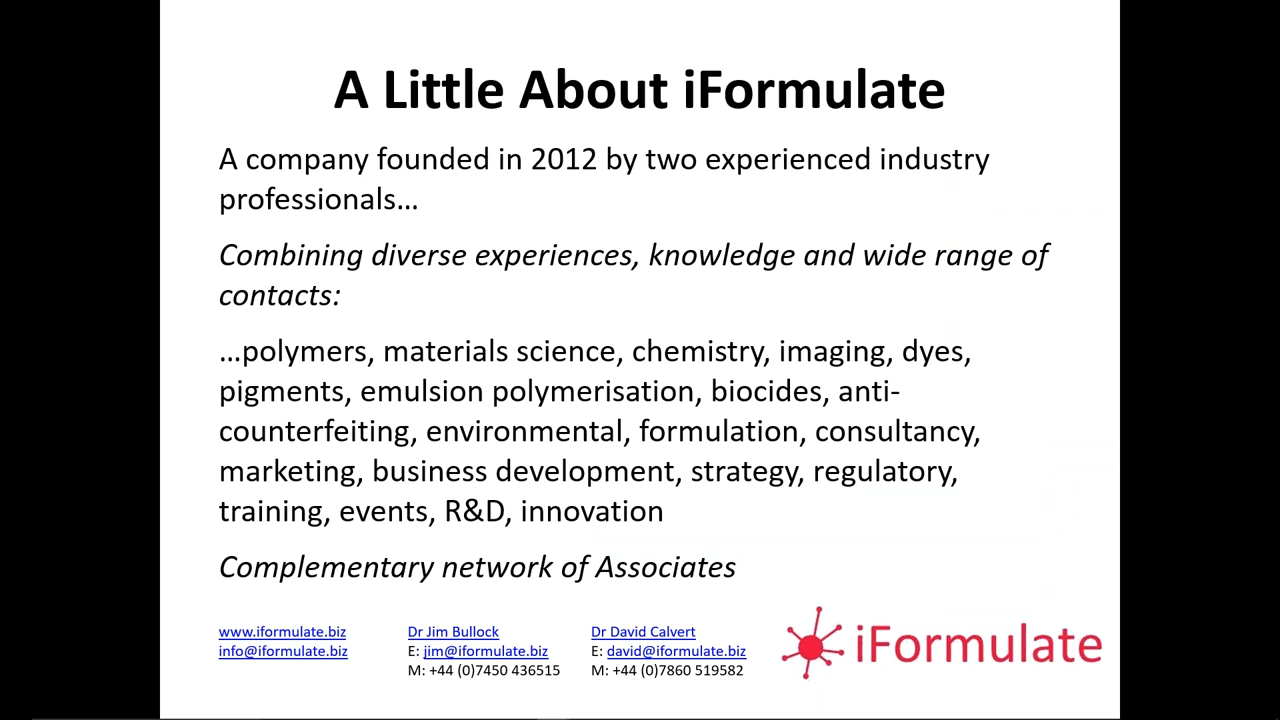 A Little About iFormulate
A company founded in 2012 by two experienced industry
professionals…
Combining diverse experiences, knowledge and wide range of
contacts:
…polymers, materials science, chemistry, imaging, dyes,
pigments, emulsion polymerisation, biocides, anti-
counterfeiting, environmental, formulation, consultancy,
marketing, business development, strategy, regulatory,
training, events, R&D, innovation
Complementary network of Associates
www.iformulate.biz
info@iformulate.biz
Dr Jim Bullock
E: jim@iformulate.biz
M: +44 (0)7450 436515
Dr David Calvert
E: david@iformulate.biz
M: +44 (0)7860 519582
iFormulate